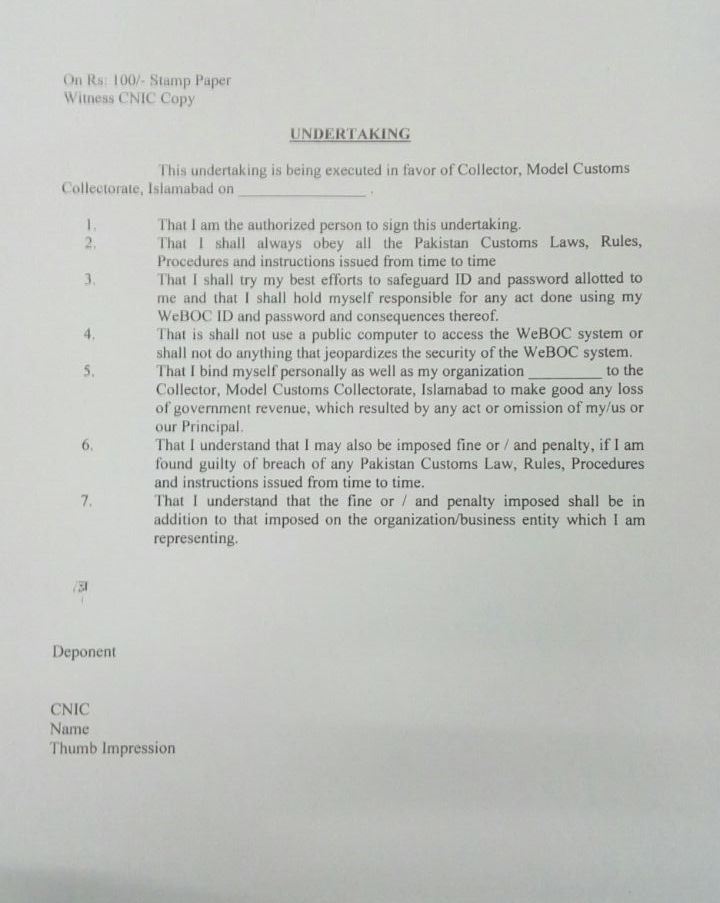 On Rs: 100/- Stamp Paper
Witness CNIC Copy
UNDERTAKING
This undertaking is being executed in favor of Collector, Model Customs
Collectorate, Islamabad on _______________ .
1. That I am the authorized person to sign this undertaking.
2. That I shall always obey all the Pakistan Customs Laws, Rules,
Procedures and instructions issued from time to time
3. That I shall try my best efforts to safeguard ID and password allotted to
me and that I shall hold myself responsible for any act done using my
WeBOC ID and password and consequences thereof.
4. That is shall not use a public computer to access the WeBOC system or
shall not do anything that jeopardizes the security of the WeBOC system.
5. That I bind myself personally as well as my organization _________ to the
Collector, Model Customs Collectorate, Islamabad to make good any loss
of government revenue, which resulted by any act or omission of my/us or
our Principal.
6. That I understand that I may also be imposed fine or / and penalty, if I am
found guilty of breach of any Pakistan Customs Law, Rules, Procedures
and instructions issued from time to time.
7. That I understand that the fine or / and penalty imposed shall be in
addition to that imposed on the organization/business entity which I am
representing.
Deponent
CNIC
Name
Thumb Impression